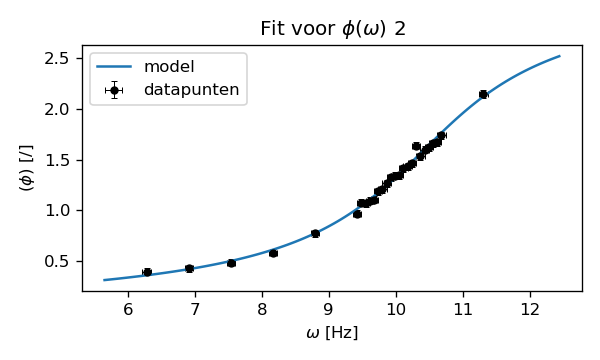 Fit voor ϕ(ω) 2
model
datapunten
(ϕ) [/]
2.5
2.0
1.5
1.0
0.5
6 7 8 9 10 11 12
ω [Hz]